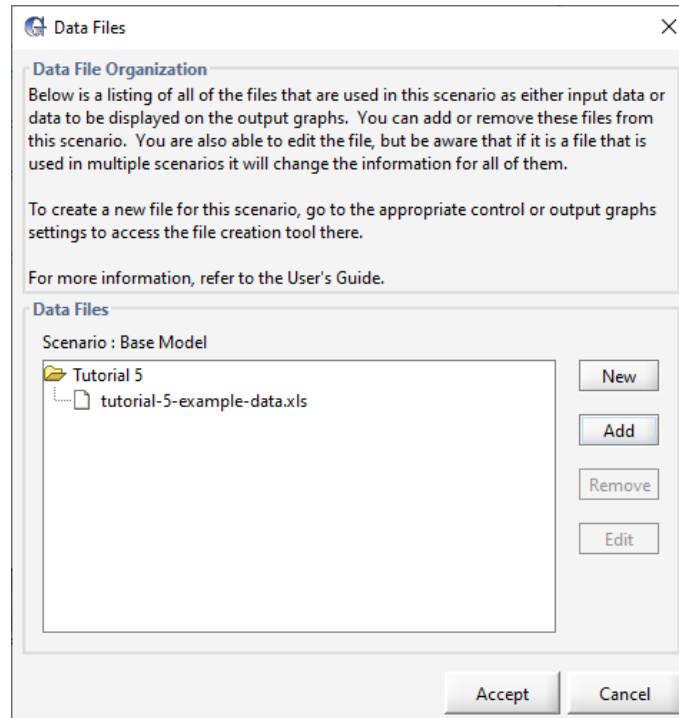 Data Files
Data File Organization
Below is a listing of all of the files that are used in this scenario as either input data or
data to be displayed on the output graphs.  You can add or remove these files from
this scenario.  You are also able to edit the file, but be aware that if it is a file that is
used in multiple scenarios it will change the information for all of them.
To create a new file for this scenario, go to the appropriate control or output graphs
settings to access the file creation tool there.
For more information, refer to the User's Guide.
Data Files
Scenario : Base Model
Tutorial 5
tutorial-5-example-data.xls
New
Add
Remove
Edit
Accept
Cancel